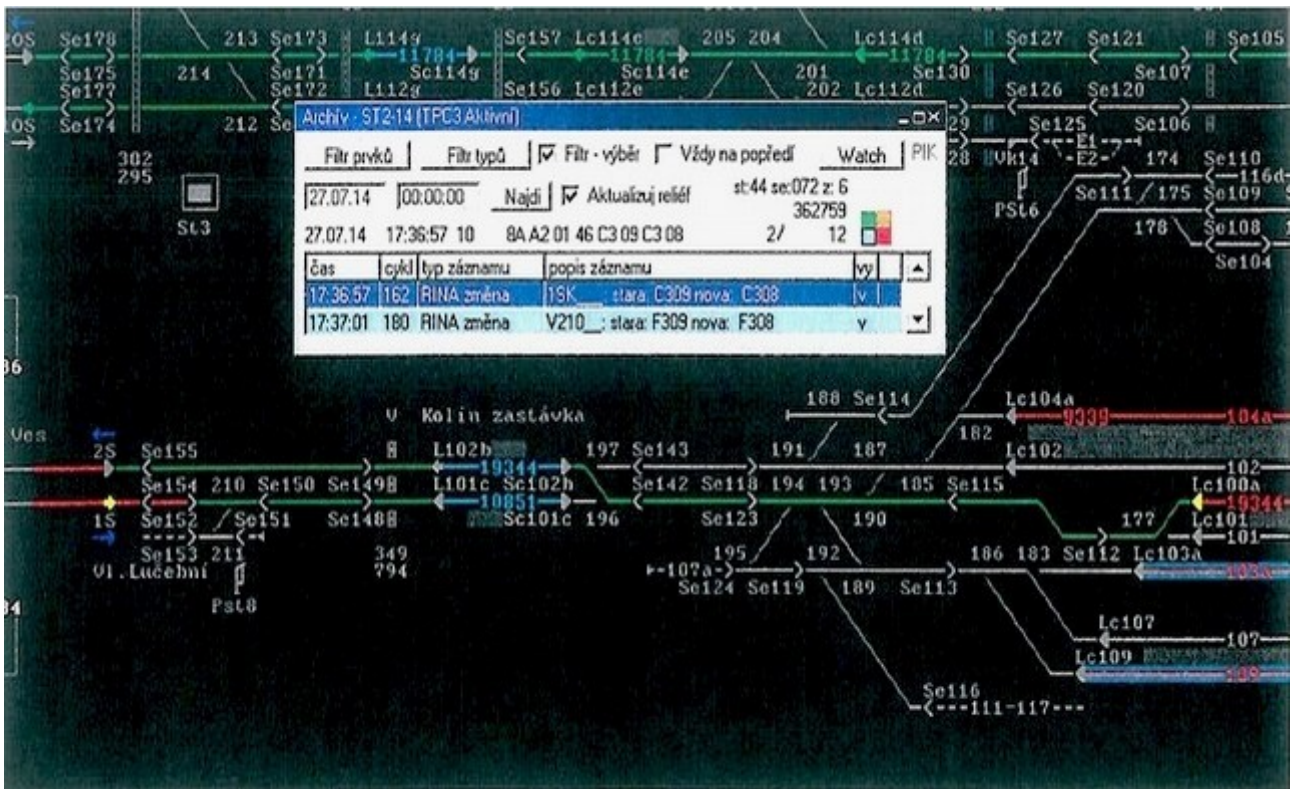 Se178 213 Se173 L114g Se157 Lc114e 205 204 Lc114d Se127 Se121 Se105
11784 11784 11784
Se175 214 Se171 Sc114g Sc114e 201 Se130 Se107
Se177 Se172 L112g Se156 Lc112e 202 Lc112d Se126 Se120
Se174 212 Se125 Se106
Archív - ST2-14 (TPC3 Aktivní)
Filtr prvků Filtr typů Filtr - výběr Vždy na popředí Watch PIK
27.07.14 00:00:00 Najdi Aktualizuj reliéf st:44 se:072 z: 6
362759
27.07.14 17:36:57 10 8A A2 01 46 C3 09 C3 08 2/ 12
čas cykl typ záznamu popis záznamu vy
17:36:57 162 RINA změna 1SK__; stara: C309 nova: C308 v
17:37:01 180 RINA změna V210__; stara: F309 nova: F308 v
302
295
St3
28 Vk14 E1
E2 174 Se110
116d
Se111 175 Se109
PSt6
178 Se108
Se104
188 Se114 Lc104a
9339 104a
V Kolín zastávka 182
Ves
2S Se155 L102b 197 Se143 191 187 Lc102
19344 102
Se154 210 Se150 Se149 L101c Sc102b Se142 Se118 194 193 185 Se115 Lc100a
10851 19344
1S Se152 Se151 Se148 Sc101c 196 Se123 190 177 Lc101
101
Se153 211 349 195 192 186 183 Se112 Lc103a
Vl.Lučební 794 107a 103a
Se124 Se119 189 Se113
Pst8
Lc107
107
Lc109
109
Se116
111-117